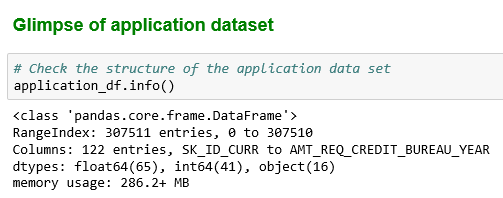 Glimpse of application dataset
# Check the structure of the application data set
application_df.info()
<class 'pandas.core.frame.DataFrame'>
RangeIndex: 307511 entries, 0 to 307510
Columns: 122 entries, SK_ID_CURR to AMT_REQ_CREDIT_BUREAU_YEAR
dtypes: float64(65), int64(41), object(16)
memory usage: 286.2+ MB